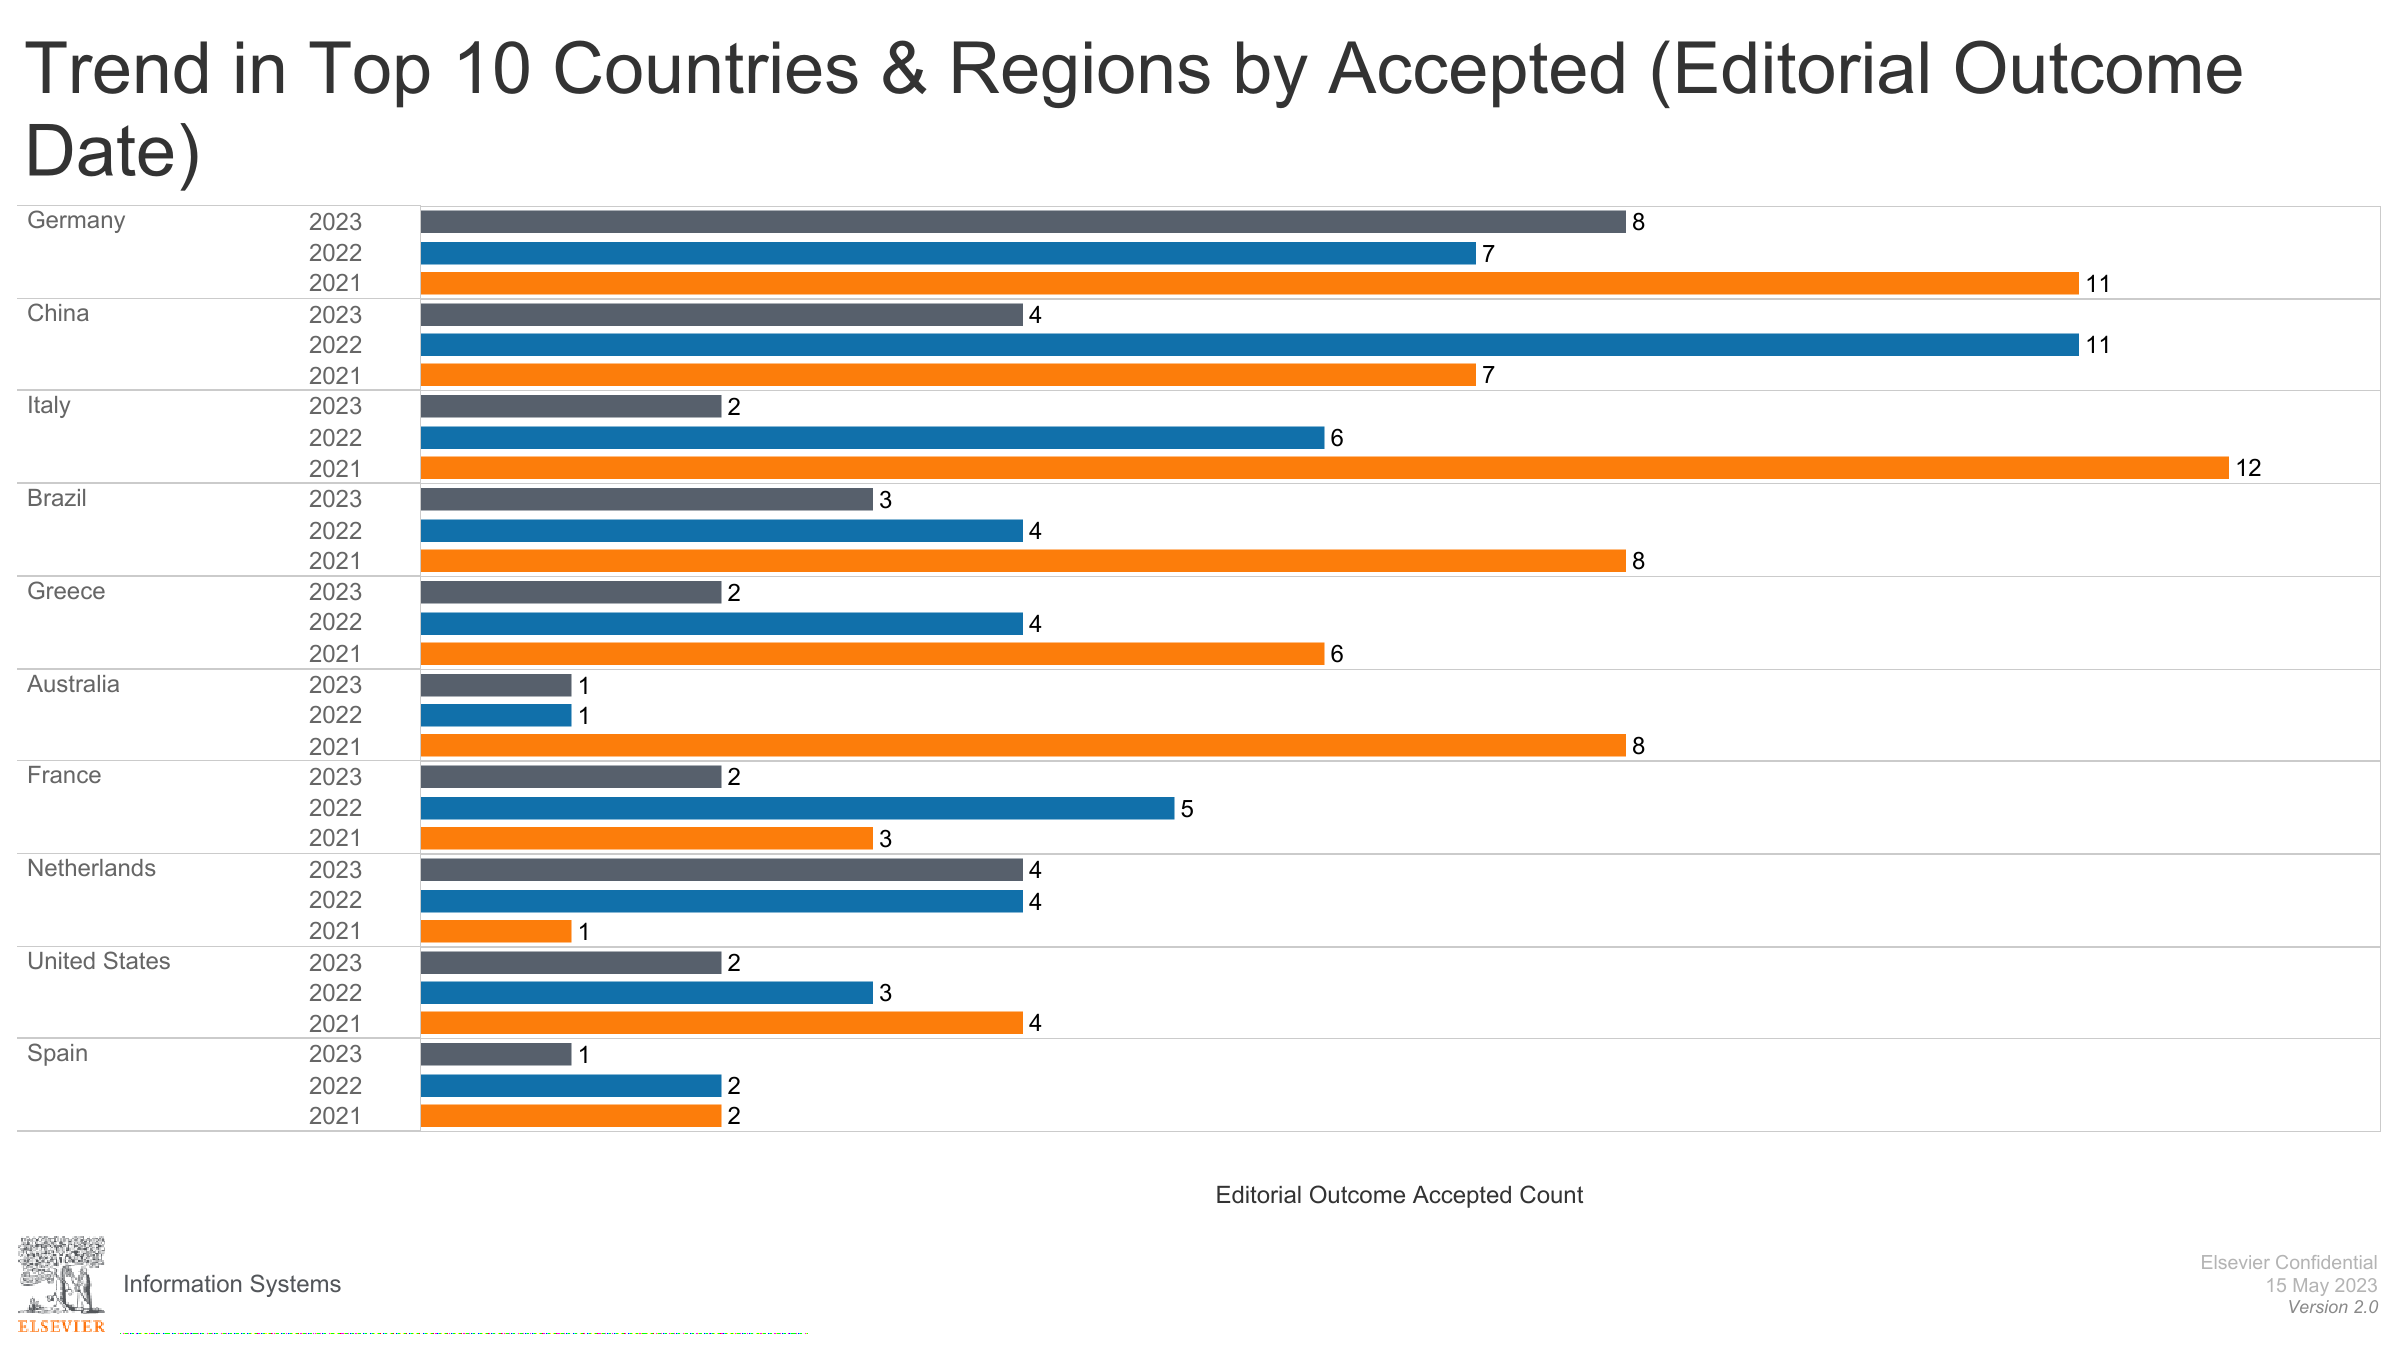 Trend in Top 10 Countries & Regions by Accepted (Editorial Outcome
Date)
Germany 2023 8
2022 7
2021 11
China 2023 4
2022 11
2021 7
Italy 2023 2
2022 6
2021 12
Brazil 2023 3
2022 4
2021 8
Greece 2023 2
2022 4
2021 6
Australia 2023 1
2022 1
2021 8
France 2023 2
2022 5
2021 3
Netherlands 2023 4
2022 4
2021 1
United States 2023 2
2022 3
2021 4
Spain 2023 1
2022 2
2021 2
Editorial Outcome Accepted Count
ELSEVIER
Information Systems
Elsevier Confidential
15 May 2023
Version 2.0